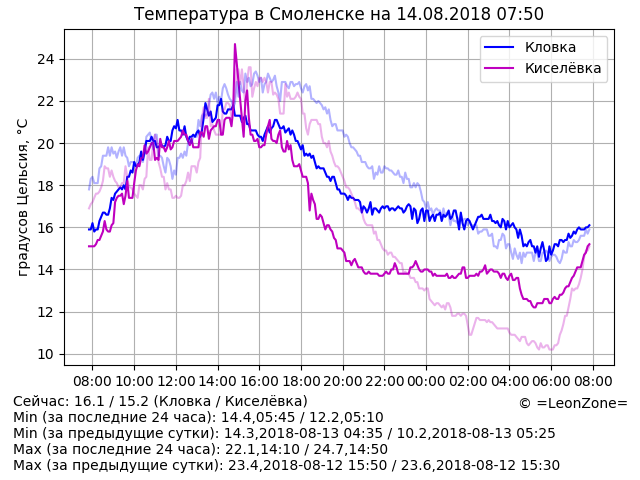 Температура в Смоленске на 14.08.2018 07:50
Кловка
Киселёвка
градусов Цельсия, °C
24
22
20
18
16
14
12
10
08:00 10:00 12:00 14:00 16:00 18:00 20:00 22:00 00:00 02:00 04:00 06:00 08:00
Сейчас: 16.1 / 15.2 (Кловка / Киселёвка)
© =LeonZone=
Min (за последние 24 часа): 14.4,05:45 / 12.2,05:10
Min (за предыдущие сутки): 14.3,2018-08-13 04:35 / 10.2,2018-08-13 05:25
Max (за последние 24 часа): 22.1,14:10 / 24.7,14:50
Max (за предыдущие сутки): 23.4,2018-08-12 15:50 / 23.6,2018-08-12 15:30